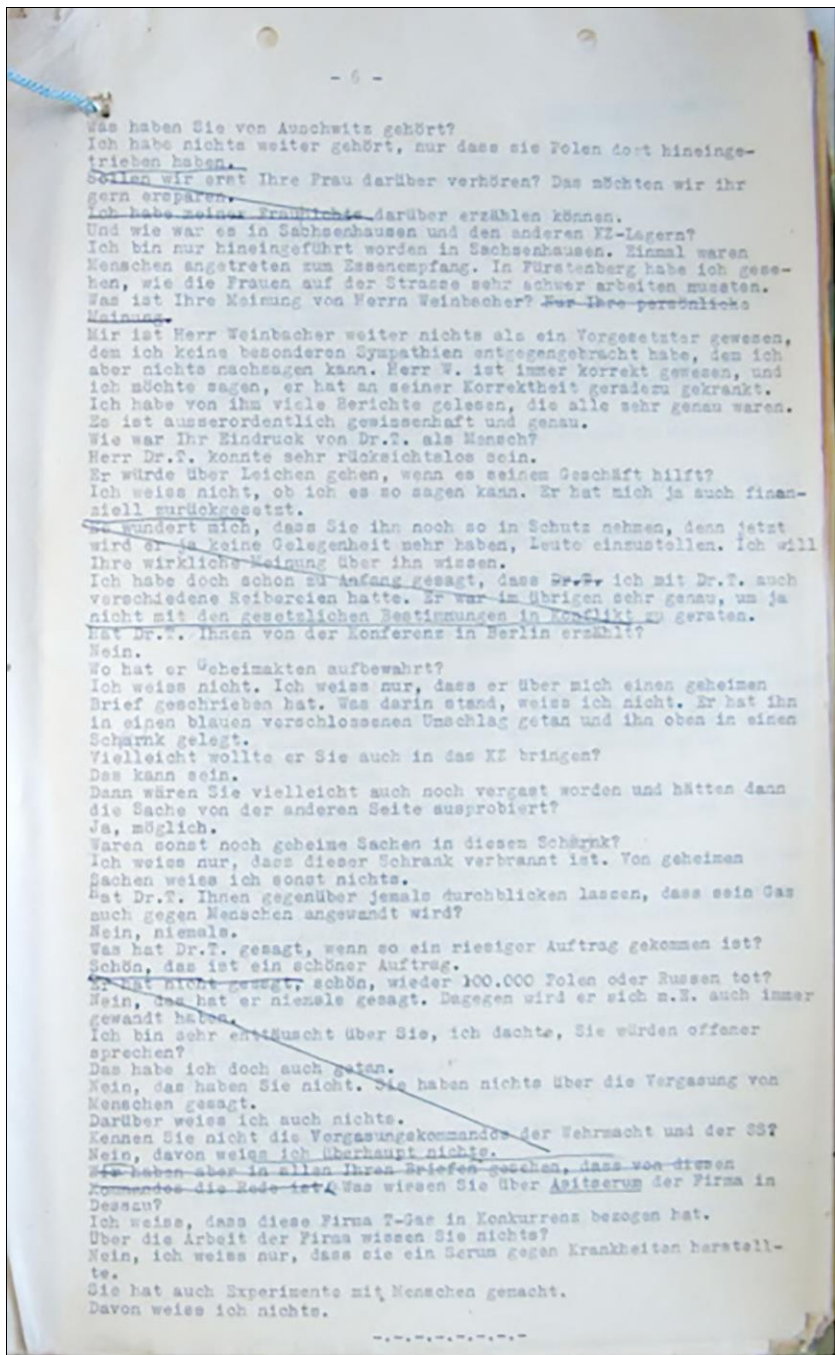 - 6 -
Was haben Sie von Auschwitz gehört?
Ich habe nichts weiter gehört, nur dass sie Polen dort hineinge-
trieben haben.
Sollen wir erst Ihre Frau darüber verhören? Das möchten wir ihr
gern ersparen.
Ich habe meiner Frau nichts darüber erzählen können.
Und wie war es in Sachsenhausen und den anderen KZ-Lagern?
Ich bin nur hineingeführt worden in Sachsenhausen. Einmal waren
Menschen angetreten zum Essenempfang. In Fürstenberg habe ich gese-
hen, wie die Frauen auf der Strasse sehr schwer arbeiten mussten.
Was ist Ihre Meinung von Herrn Weinbacher? Nur Ihre persönliche
Meinung.
Mir ist Herr Weinbacher weiter nichts als ein Vorgesetzter gewesen,
dem ich keine besonderen Sympathien entgegengebracht habe, dem ich
aber nichts nachsagen kann. Herr W. ist immer korrekt gewesen, und
ich möchte sagen, er hat an seiner Korrektheit geradezu gekrankt.
Ich habe von ihm viele Berichte gelesen, die alle sehr genau waren.
Es ist ausserordentlich gewissenhaft und genau.
Wie war Ihr Eindruck von Dr.T. als Mensch?
Herr Dr.T. konnte sehr rücksichtslos sein.
Er würde über Leichen gehen, wenn es seinem Geschäft hilft?
Ich weiss nicht, ob ich es so sagen kann. Er hat mich ja auch finan-
ziell zurückgesetzt.
Es wundert mich, dass Sie ihn noch so in Schutz nehmen, denn jetzt
wird er ja keine Gelegenheit mehr haben, Leute einzustellen. Ich will
Ihre wirkliche Meinung über ihn wissen.
Ich habe doch schon zu Anfang gesagt, dass Dr.T. ich mit Dr.T. auch
verschiedene Reibereien hatte. Er war im übrigen sehr genau, um ja
nicht mit den gesetzlichen Bestimmungen in Konflikt zu geraten.
Hat Dr.T. Ihnen von der Konferenz in Berlin erzählt?
Nein.
Wo hat er Geheimakten aufbewahrt?
Ich weiss nicht. Ich weiss nur, dass er über mich einen geheimen
Brief geschrieben hat. Was darin stand, weiss ich nicht. Er hat ihn
in einen blauen verschlossenen Umschlag getan und ihn oben in einen
Scharnk gelegt.
Vielleicht wollte er Sie auch in das KZ bringen?
Das kann sein.
Dann wären Sie vielleicht auch noch vergast worden und hätten dann
die Sache von der anderen Seite ausprobiert?
Ja, möglich.
Waren sonst noch geheime Sachen in diesem Scharnk?
Ich weiss nur, dass dieser Schrank verbrannt ist. Von geheimen
Sachen weiss ich sonst nichts.
Hat Dr.T. Ihnen gegenüber jemals durchblicken lassen, dass sein Gas
auch gegen Menschen angewandt wird?
Nein, niemals.
Was hat Dr.T. gesagt, wenn so ein riesiger Auftrag gekommen ist?
Schön, das ist ein schöner Auftrag.
Er hat nicht gesagt, schön, wieder 100.000 Polen oder Russen tot?
Nein, das hat er niemals gesagt. Dagegen wird er sich m.E. auch immer
gewandt haben.
Ich bin sehr enttäuscht über Sie, ich dachte, Sie würden offener
sprechen?
Das habe ich doch auch getan.
Nein, das haben Sie nicht. Sie haben nichts über die Vergasung von
Menschen gesagt.
Darüber weiss ich auch nichts.
Kennen Sie nicht die Vergasungskommandos der Wehrmacht und der SS?
Nein, davon weiss ich überhaupt nichts.
Wir haben aber in allen Ihren Briefen gesehen, dass von diesen
Kommandos die Rede ist. Was wissen Sie über Asitserum der Firma in
Dessau?
Ich weiss, dass diese Firma T-Gas in Konkurrenz bezogen hat.
Über die Arbeit der Firma wissen Sie nichts?
Nein, ich weiss nur, dass sie ein Serum gegen Krankheiten herstell-
te.
Sie hat auch Experimente mit Menschen gemacht.
Davon weiss ich nichts.
-.-.-.-.-.-.-.-